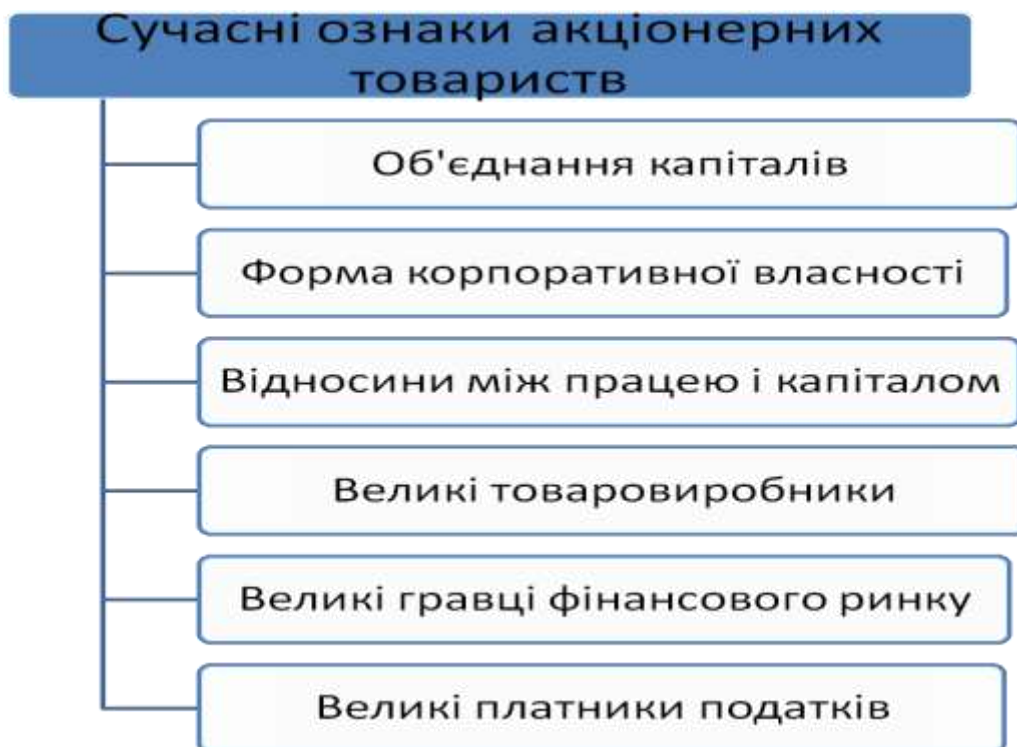 Сучасні ознаки акціонерних
товариств
Об'єднання капіталів
Форма корпоративної власності
Відносини між працею і капіталом
Великі товаровиробники
Великі гравці фінансового ринку
Великі платники податків